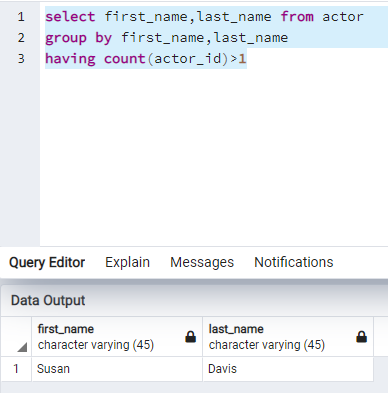 1 select first_name,last_name from actor
2 group by first_name,last_name
3 having count(actor_id)>1
Query Editor Explain Messages Notifications
Data Output
first_name last_name
character varying (45) character varying (45)
1 Susan Davis